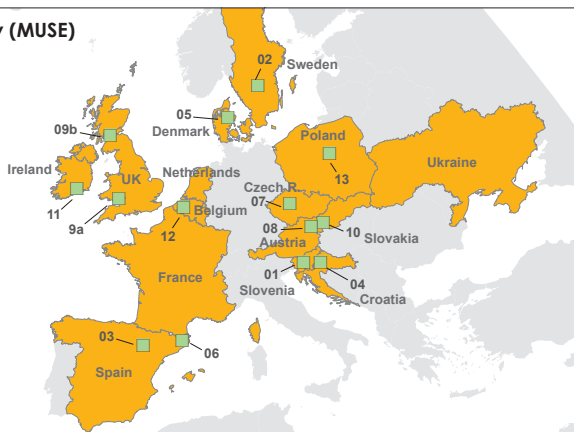 y (MUSE)
02
Sweden
05
Denmark
09b
Poland
Ireland
Netherlands
Ukraine
UK
13
Czech R.
07
11
9a
Belgium
12
08
10
Austria
Slovakia
01
France
04
Slovenia
Croatia
03
06
Spain